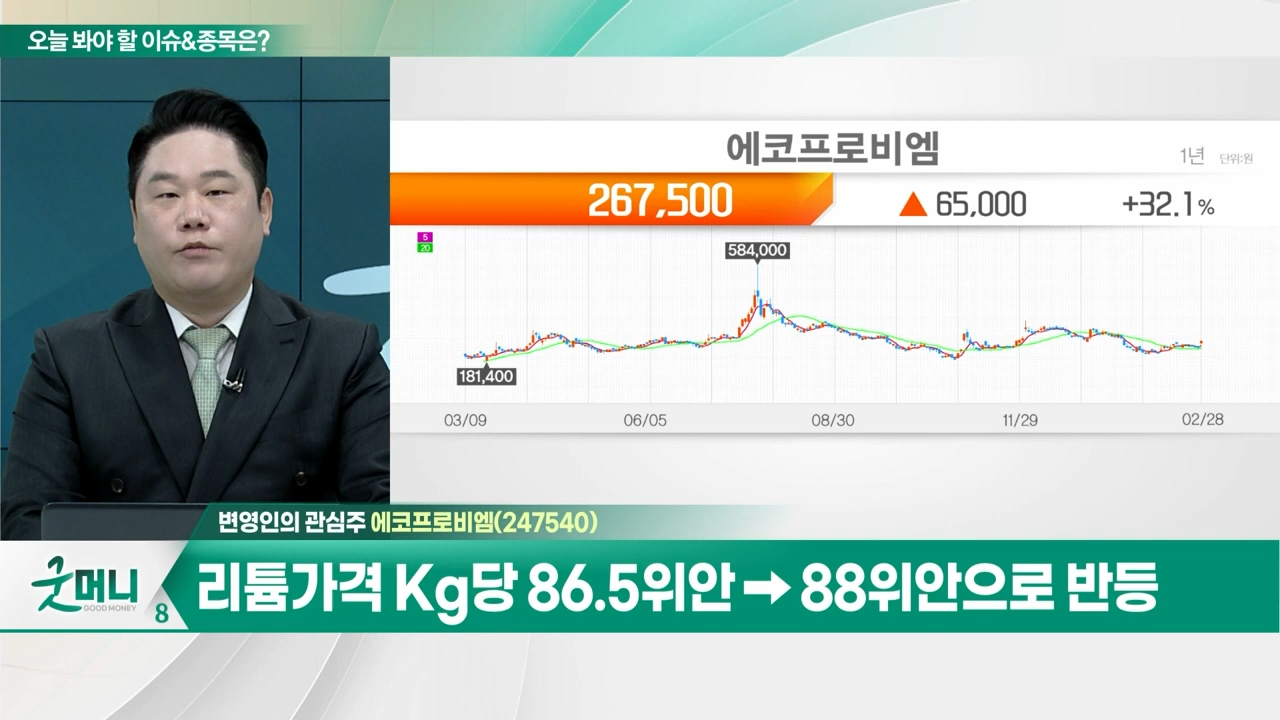 오늘 봐야 할 이슈&종목은?
에코프로비엠
1년 단위:원
267,500 ▲ 65,000 +32.1%
5
20
584,000
181,400
03/09 06/05 08/30 11/29 02/28
변영인의 관심주 에코프로비엠(247540)
굿머니
GOOD MONEY
8
리튬가격 Kg당 86.5위안 ➡ 88위안으로 반등